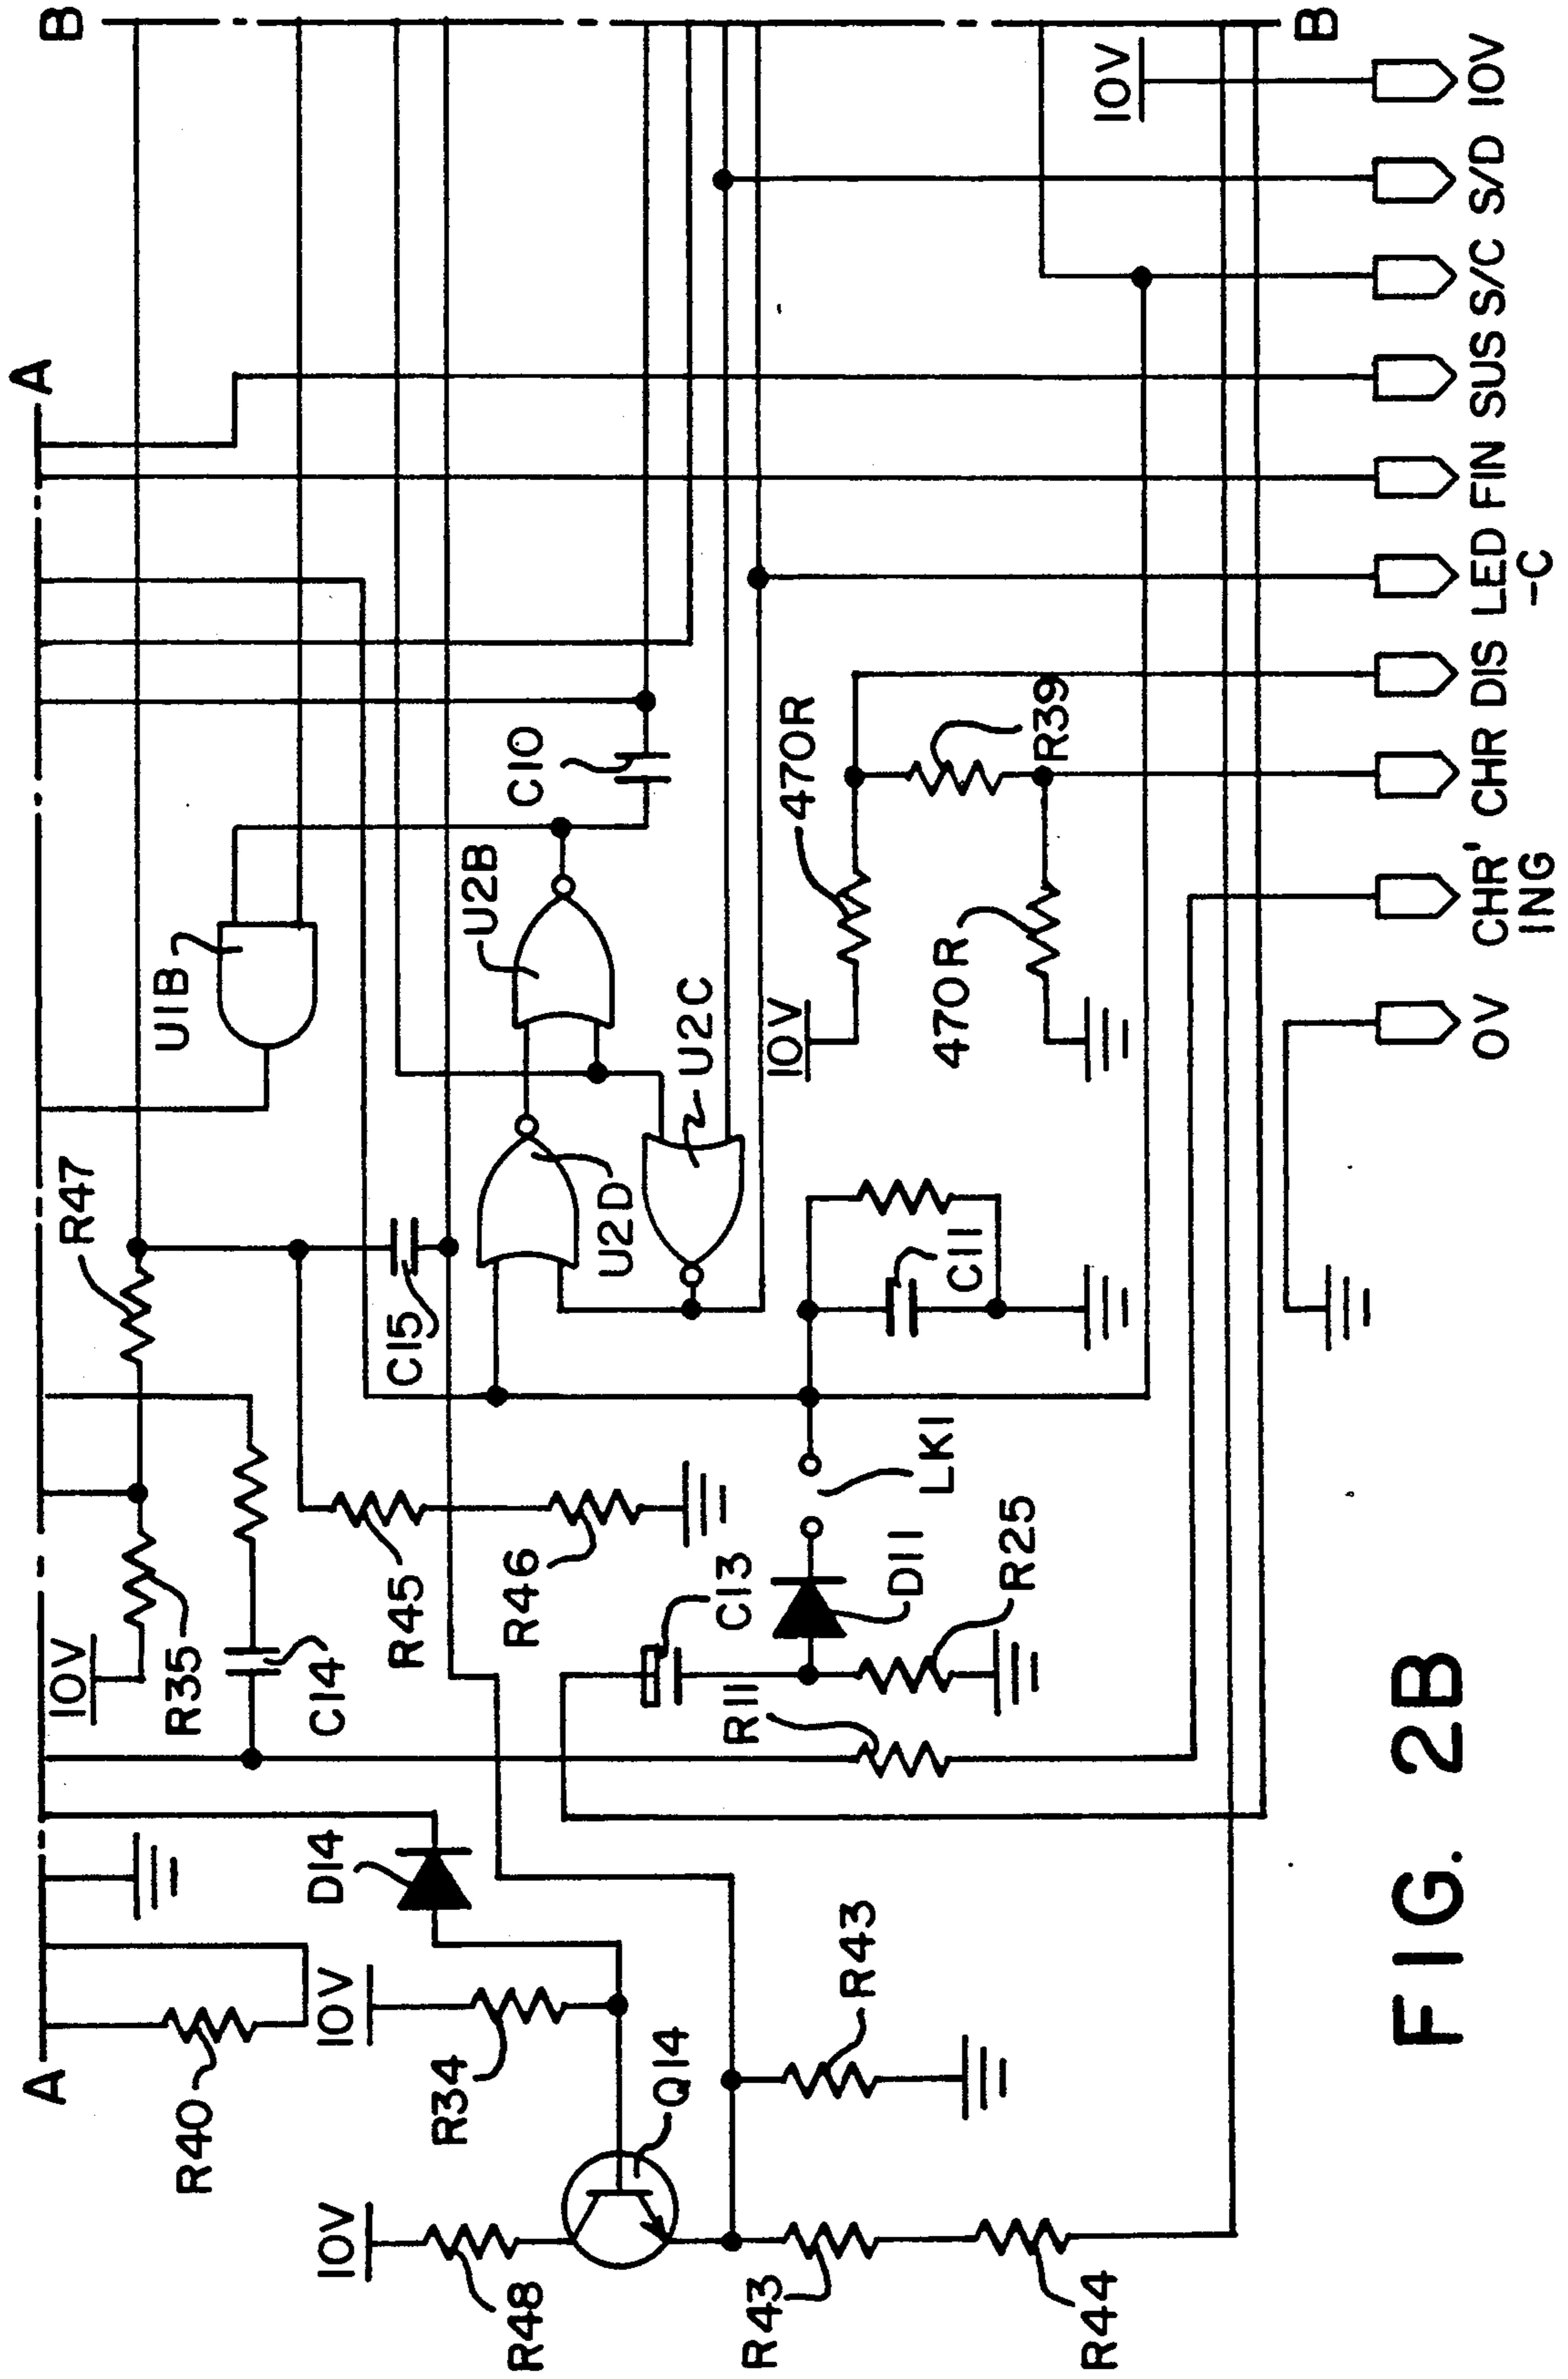 A
A
B
B
R40
10V
R34
10V
R48
Q14
R43
R43
R44
D14
10V
R35
C14
R47
R45
R46
C15
C13
R11
D11
R25
LK1
C11
U1B
U2B
U2C
U2D
C10
10V
470R
470R
R39
10V
0V
CHR'
ING
CHR
DIS
LED
-C
FIN
SUS
S/C
S/D
10V
FIG. 2B